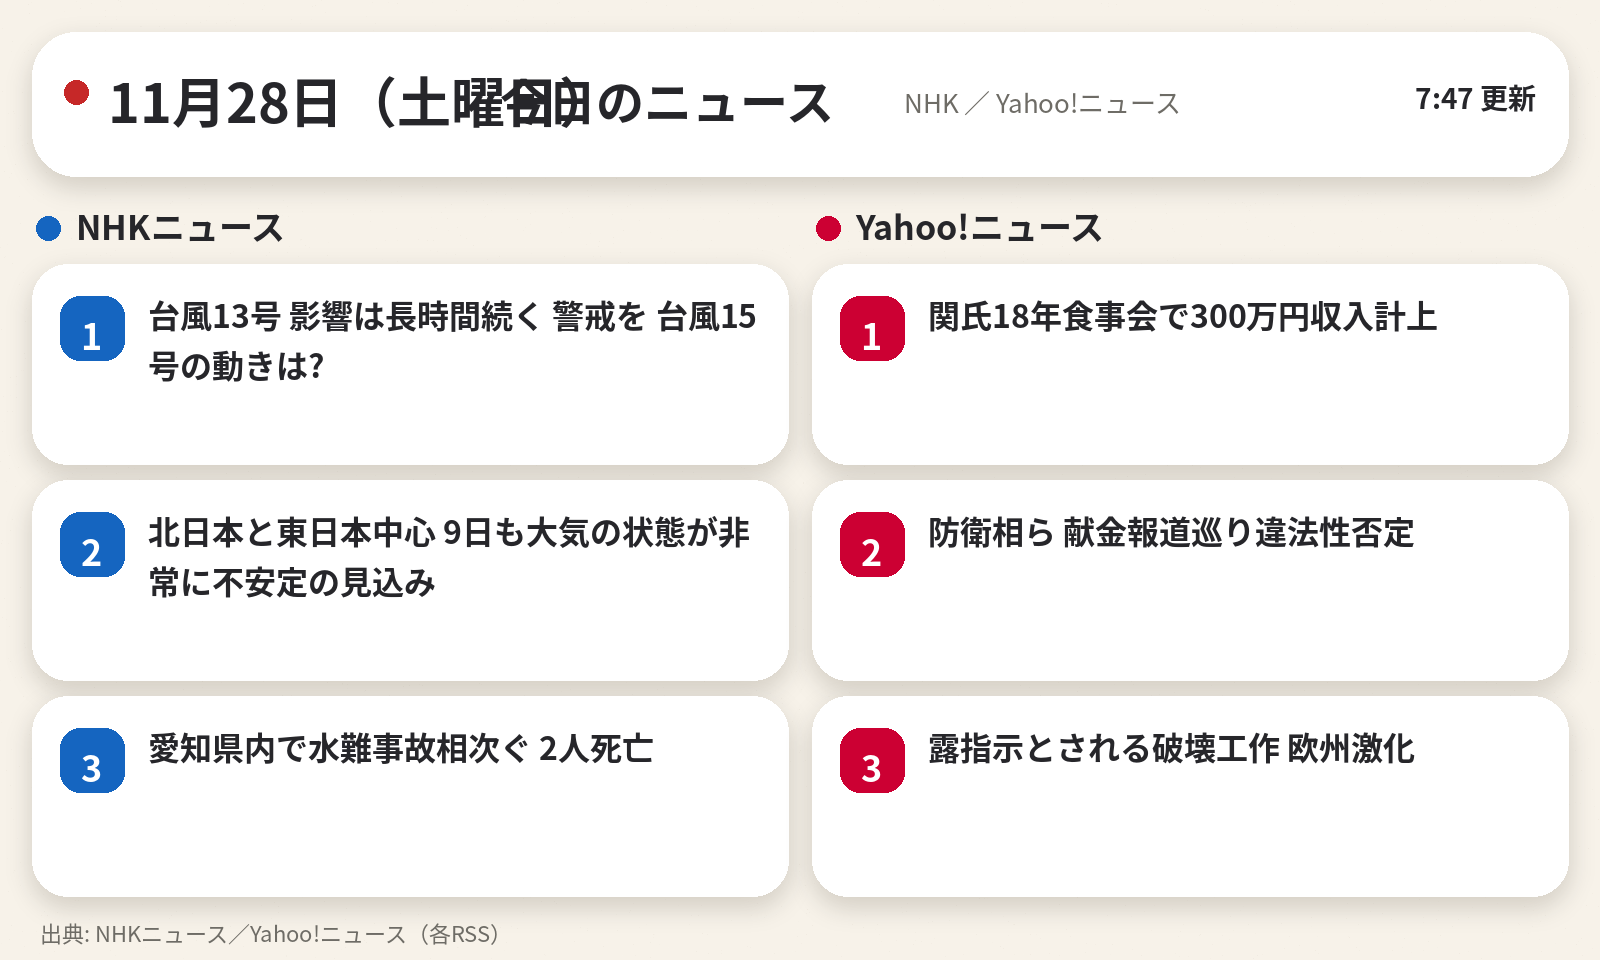 11月28日（土曜日）今日のニュース
NHK ／ Yahoo!ニュース
7:47 更新
NHKニュース
1
台風13号 影響は長時間続く 警戒を 台風15
号の動きは?
2
北日本と東日本中心 9日も大気の状態が非
常に不安定の見込み
3
愛知県内で水難事故相次ぐ 2人死亡
Yahoo!ニュース
1
関氏18年食事会で300万円収入計上
2
防衛相ら 献金報道巡り違法性否定
3
露指示とされる破壊工作 欧州激化
出典: NHKニュース／Yahoo!ニュース（各RSS）